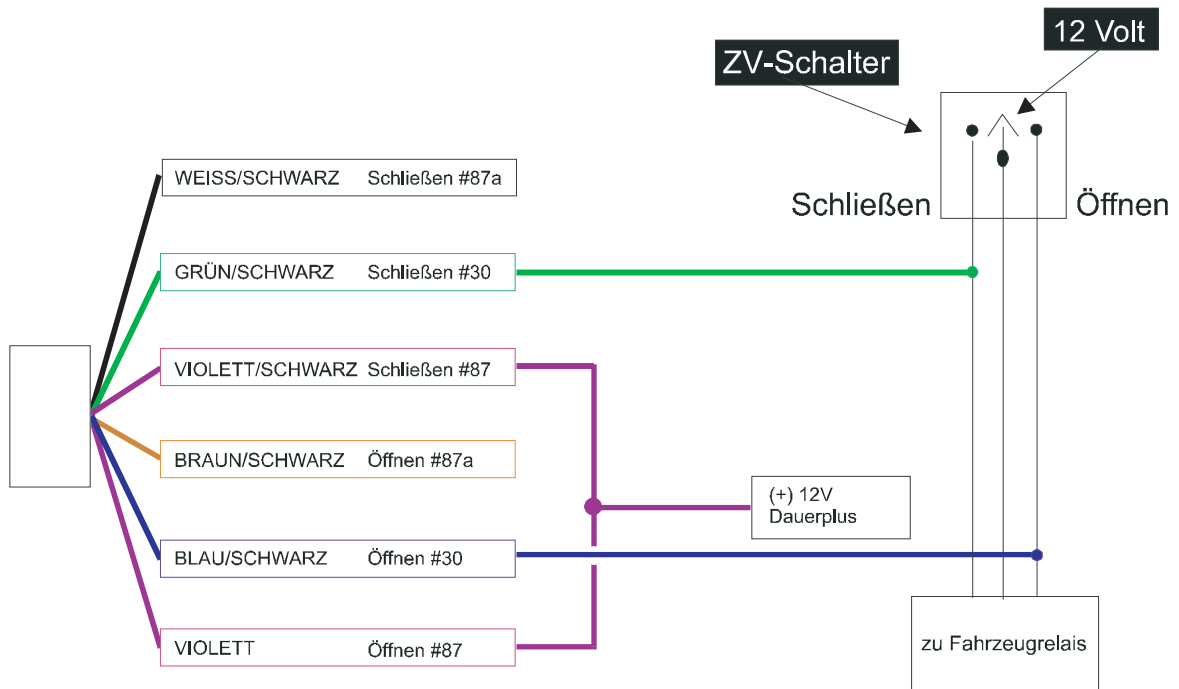 12 Volt
ZV-Schalter
WEISS/SCHWARZ Schließen #87a
Schließen Öffnen
GRÜN/SCHWARZ Schließen #30
VIOLETT/SCHWARZ Schließen #87
BRAUN/SCHWARZ Öffnen #87a
(+) 12V
Dauerplus
BLAU/SCHWARZ Öffnen #30
VIOLETT Öffnen #87
zu Fahrzeugrelais